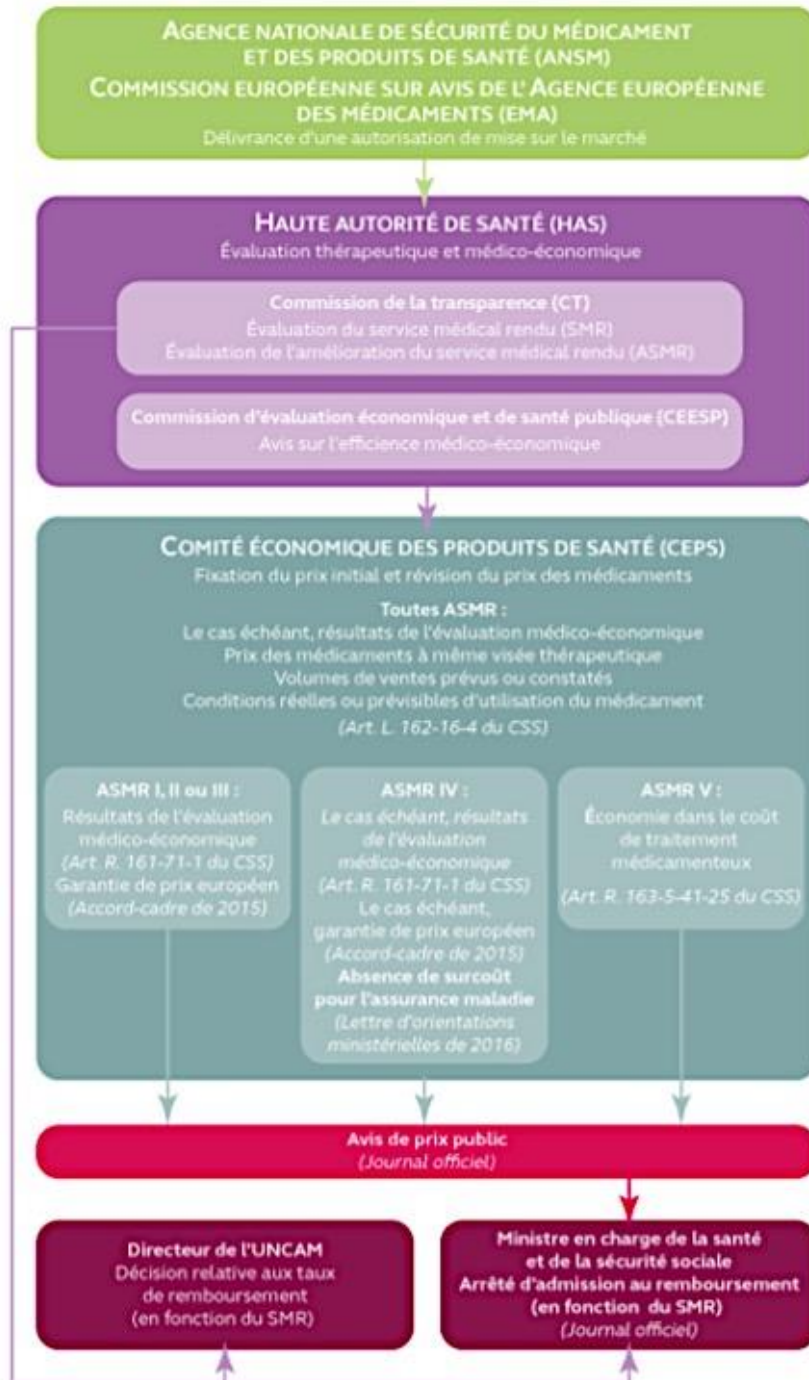 AGENCE NATIONALE DE SÉCURITÉ DU MÉDICAMENT
ET DES PRODUITS DE SANTÉ (ANSM)
COMMISSION EUROPÉENNE SUR AVIS DE L'AGENCE EUROPÉENNE
DES MÉDICAMENTS (EMA)
Délivrance d'une autorisation de mise sur le marché
HAUTE AUTORITÉ DE SANTÉ (HAS)
Évaluation thérapeutique et médico-économique
Commission de la transparence (CT)
Évaluation du service médical rendu (SMR)
Évaluation de l'amélioration du service médical rendu (ASMR)
Commission d'évaluation économique et de santé publique (CEESP)
Avis sur l'efficience médico-économique
COMITÉ ÉCONOMIQUE DES PRODUITS DE SANTÉ (CEPS)
Fixation du prix initial et révision du prix des médicaments
Toutes ASMR :
Le cas échéant, résultats de l'évaluation médico-économique
Prix des médicaments à même visée thérapeutique
Volumes de ventes prévus ou constatés
Conditions réelles ou prévisibles d'utilisation du médicament
(Art. L. 162-16-4 du CSS)
ASMR I, II ou III :
Résultats de l'évaluation
médico-économique
(Art. R. 161-71-1 du CSS)
Garantie de prix européen
(Accord-cadre de 2015)
ASMR IV :
Le cas échéant, résultats
de l'évaluation
médico-économique
(Art. R. 161-71-1 du CSS)
Le cas échéant,
garantie de prix européen
(Accord-cadre de 2015)
Absence de surcoût
pour l'assurance maladie
(Lettre d'orientations
ministérielles de 2016)
ASMR V :
Économie dans le coût
de traitement
médicamenteux
(Art. R. 163-5-41-25 du CSS)
Avis de prix public
(Journal officiel)
Directeur de l'UNCAM
Décision relative aux taux
de remboursement
(en fonction du SMR)
Ministre en charge de la santé
et de la sécurité sociale
Arrêté d'admission au remboursement
(en fonction du SMR)
(Journal officiel)